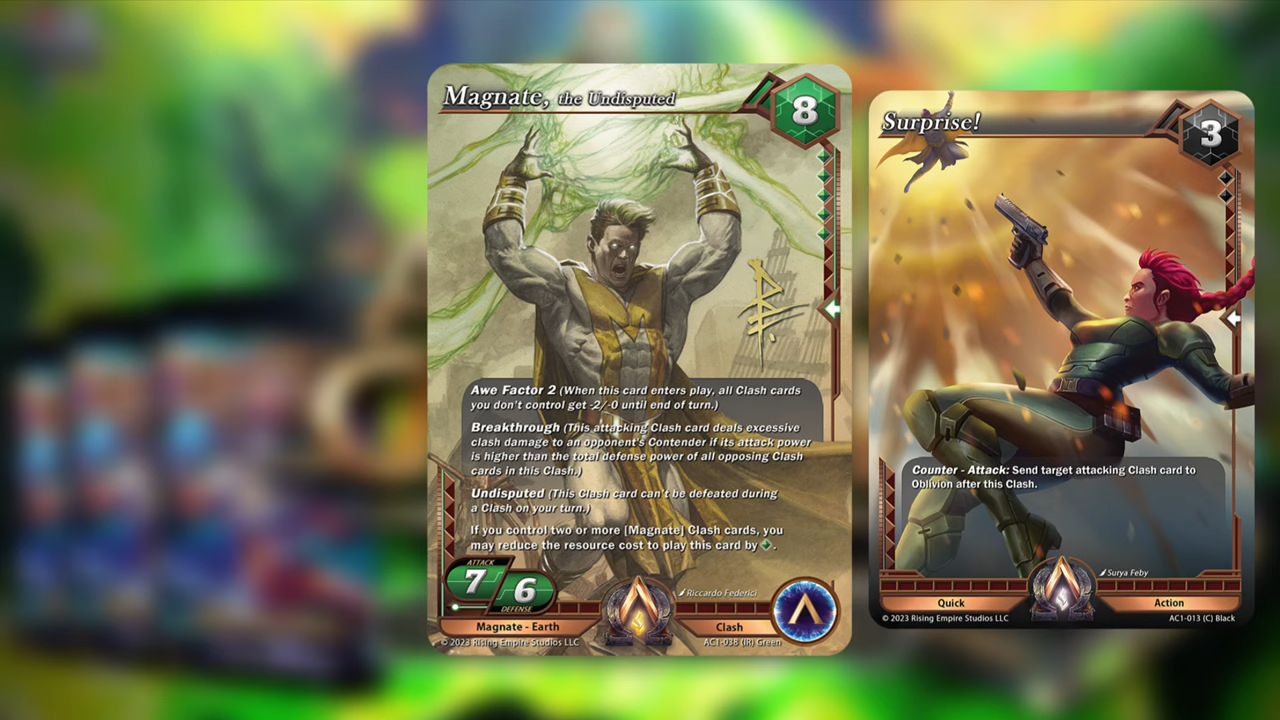 Magnate, the Undisputed
8
Awe Factor 2 (When this card enters play, all Clash cards
you don't control get -2/-0 until end of turn.)
Breakthrough (This attacking Clash card deals excessive
clash damage to an opponent's Contender if its attack power
is higher than the total defense power of all opposing Clash
cards in this Clash.)
Undisputed (This Clash card can't be defeated during
a Clash on your turn.)
If you control two or more [Magnate] Clash cards, you
may reduce the resource cost to play this card by .
ATTACK
7
6
DEFENSE
Riccardo Federici
Magnate - Earth
Clash
© 2023 Rising Empire Studios LLC
AC1-038 (IR) Green
Surprise!
3
Counter - Attack: Send target attacking Clash card to
Oblivion after this Clash.
Surya Feby
Quick
Action
© 2023 Rising Empire Studios LLC
AC1-013 (C) Black